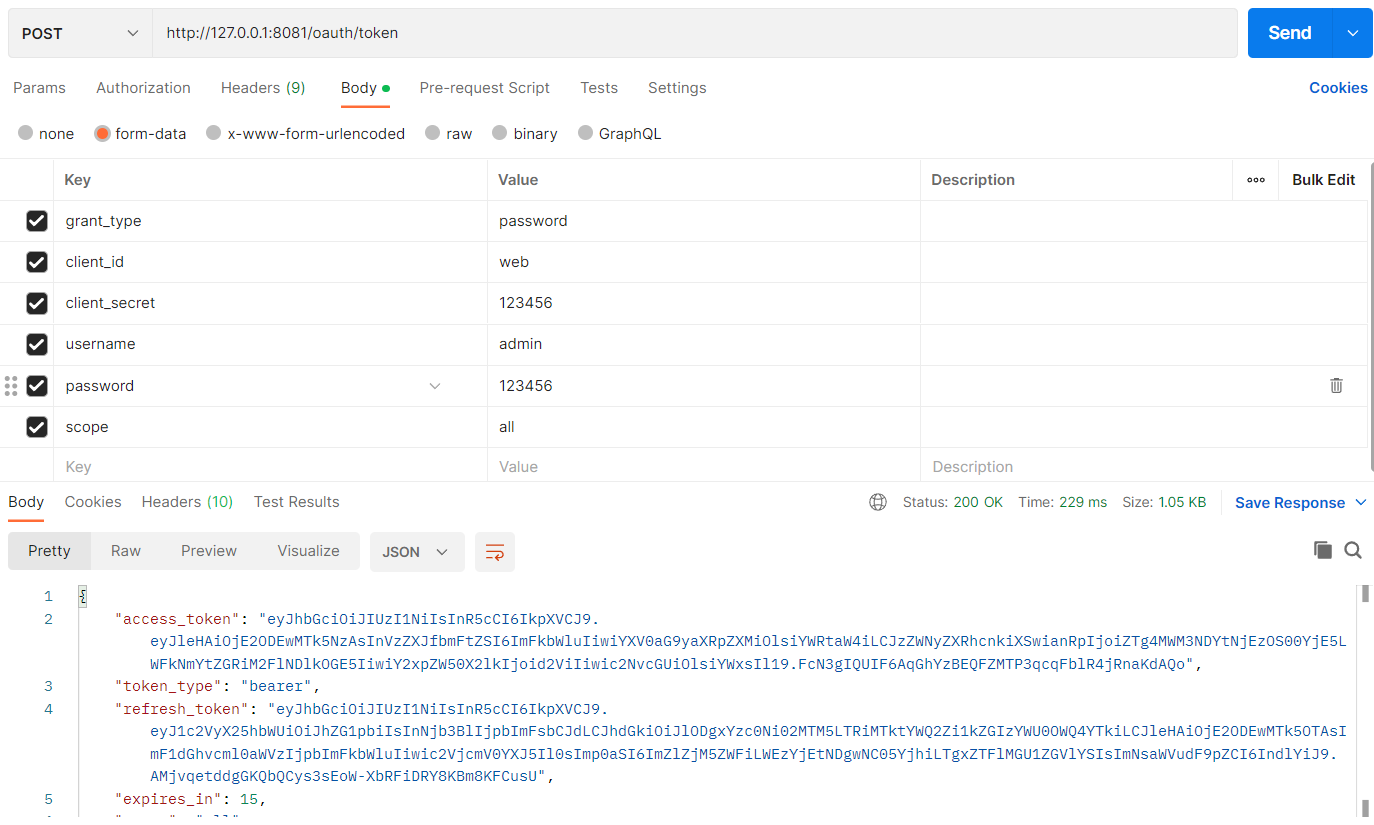 POST http://127.0.0.1:8081/oauth/token Send
Params Authorization Headers (9) Body Pre-request Script Tests Settings Cookies
none form-data x-www-form-urlencoded raw binary GraphQL
Key Value Description Bulk Edit
grant_type password
client_id web
client_secret 123456
username admin
password 123456
scope all
Key Value Description
Body Cookies Headers (10) Test Results Status: 200 OK Time: 229 ms Size: 1.05 KB Save Response
Pretty Raw Preview Visualize JSON
1 {
2 "access_token": "eyJhbGciOiJIUzI1NiIsInR5cCI6IkpXVCJ9.
eyJleHAiOjE2ODEwMTk5NzAsInVzZXJfbmFtZSI6ImFkbWluIiwiYXV0aG9yaXRpZXMiOlsiYWRtaW4iLCJzZWNyZXRhcnkiXSwianRpIjoiZTg4MWM3NDYtNjEzOS00YjE5L
WFkNmYtZGRiM2FlNDlkOGE5IiwiY2xpZW50X2lkIjoid2ViIiwic2NvcGUiOlsiYWxsIl19.FcN3gIQUIF6AqGhYzBEQFZMTP3qcqFblR4jRnaKdAQo",
3 "token_type": "bearer",
4 "refresh_token": "eyJhbGciOiJIUzI1NiIsInR5cCI6IkpXVCJ9.
eyJ1c2VyX25hbWUiOiJhZG1pbiIsInNjb3BlIjpbImFsbCJdLCJhdGkiOiJlODgxYzc0Ni02MTM5LTRiMTktYWQ2Zi1kZGIzYWU0OWQ4YTkiLCJleHAiOjE2ODEwMTk5OTAsI
mF1dGhvcml0aWVzIjpbImFkbWluIiwic2VjcmV0YXJ5Il0sImp0aSI6ImZlZjM5ZWFiLWEzYjEtNDgwNC05YjhiLTgxZTFlMGU1ZGVlYSIsImNsaWVudF9pZCI6IndlYiJ9.
AMjvqetddgGKQbQCys3sEoW-XbRFiDRY8KBm8KFCusU",
5 "expires_in": 15,